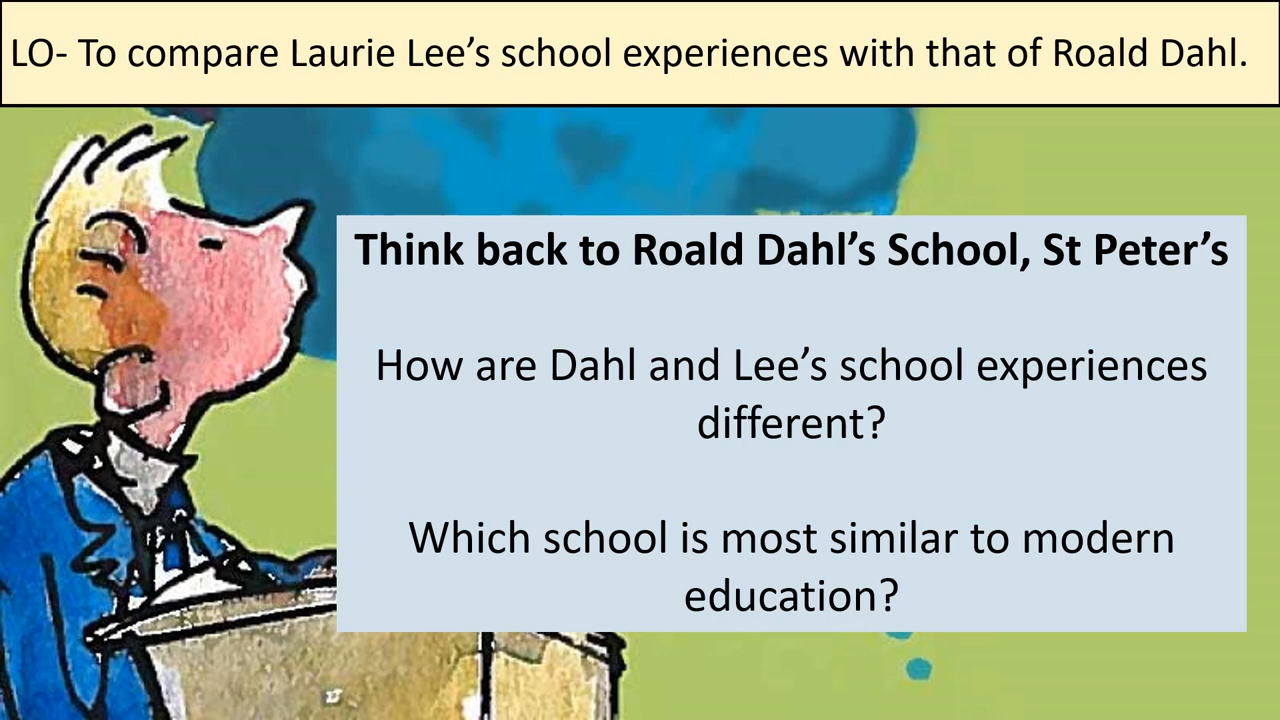 LO- To compare Laurie Lee’s school experiences with that of Roald Dahl.
Think back to Roald Dahl’s School, St Peter’s
How are Dahl and Lee’s school experiences
different?
Which school is most similar to modern
education?